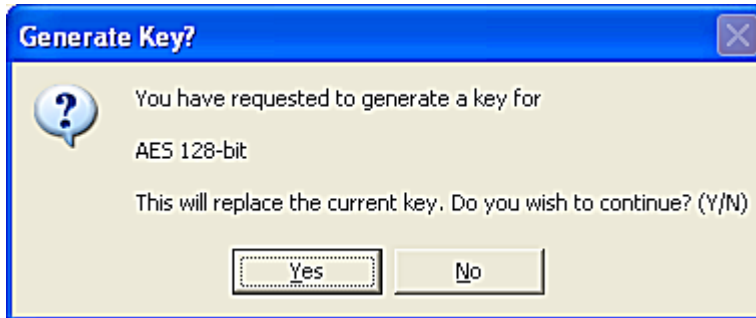 Generate Key?
?
You have requested to generate a key for
AES 128-bit
This will replace the current key. Do you wish to continue? (Y/N)
Yes No